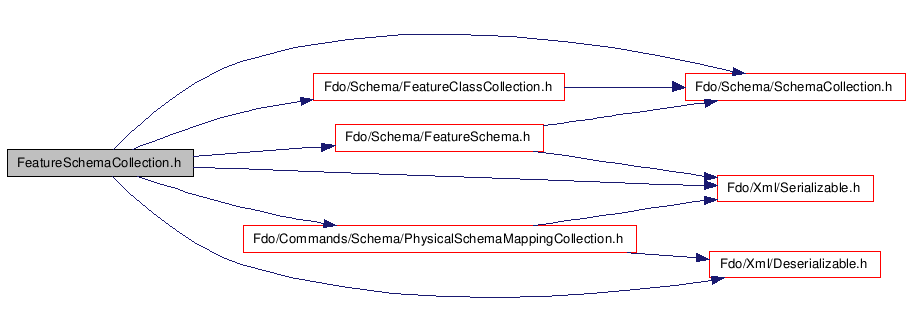 Fdo/Schema/FeatureClassCollection.h
Fdo/Schema/SchemaCollection.h
Fdo/Schema/FeatureSchema.h
FeatureSchemaCollection.h
Fdo/Xml/Serializable.h
Fdo/Commands/Schema/PhysicalSchemaMappingCollection.h
Fdo/Xml/Deserializable.h